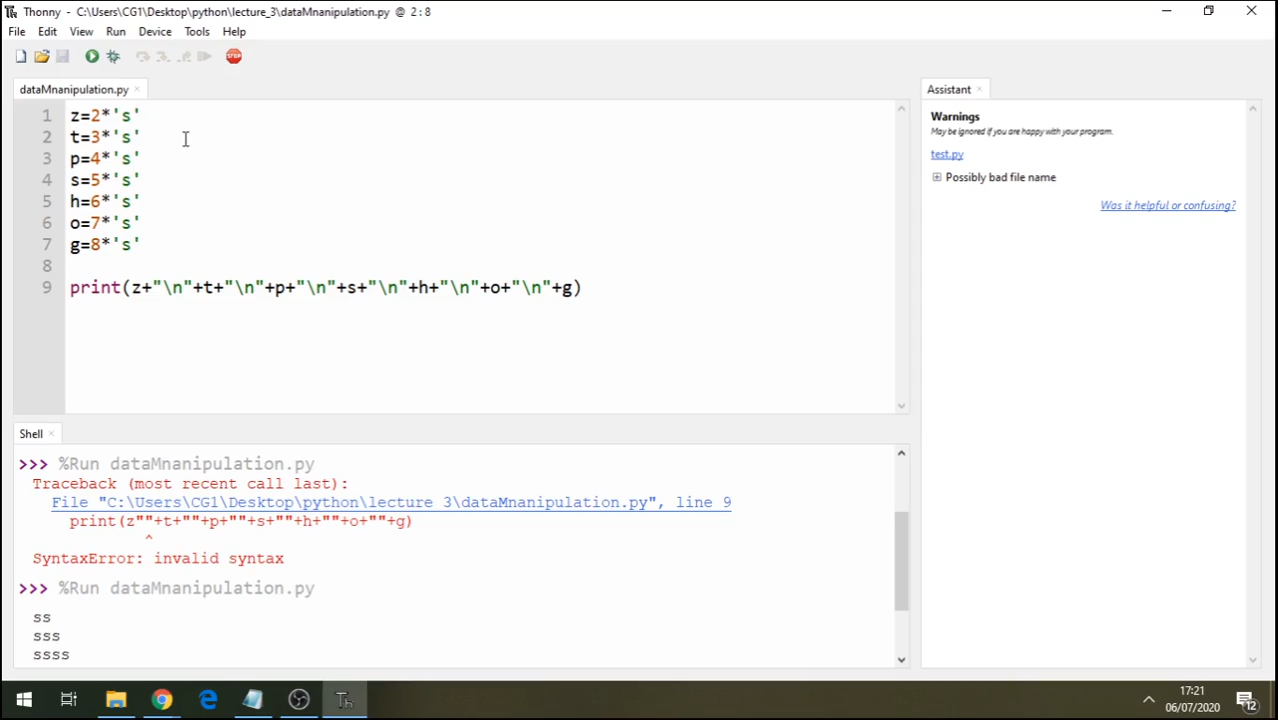 Thonny - C:\Users\CG1\Desktop\python\lecture_3\dataMnanipulation.py @ 2:8
File Edit View Run Device Tools Help
STOP
dataMnanipulation.py
1 z=2*'s'
2 t=3*'s'
3 p=4*'s'
4 s=5*'s'
5 h=6*'s'
6 o=7*'s'
7 g=8*'s'
8
9 print(z+"\n"+t+"\n"+p+"\n"+s+"\n"+h+"\n"+o+"\n"+g)
Assistant
Warnings
May be ignored if you are happy with your program.
test.py
Possibly bad file name
Was it helpful or confusing?
Shell
>>> %Run dataMnanipulation.py
Traceback (most recent call last):
File "C:\Users\CG1\Desktop\python\lecture 3\dataMnanipulation.py", line 9
print(z""+t+""+p+""+s+""+h+""+o+""+g)
^
SyntaxError: invalid syntax
>>> %Run dataMnanipulation.py
ss
sss
ssss
Th
17:21
06/07/2020
12